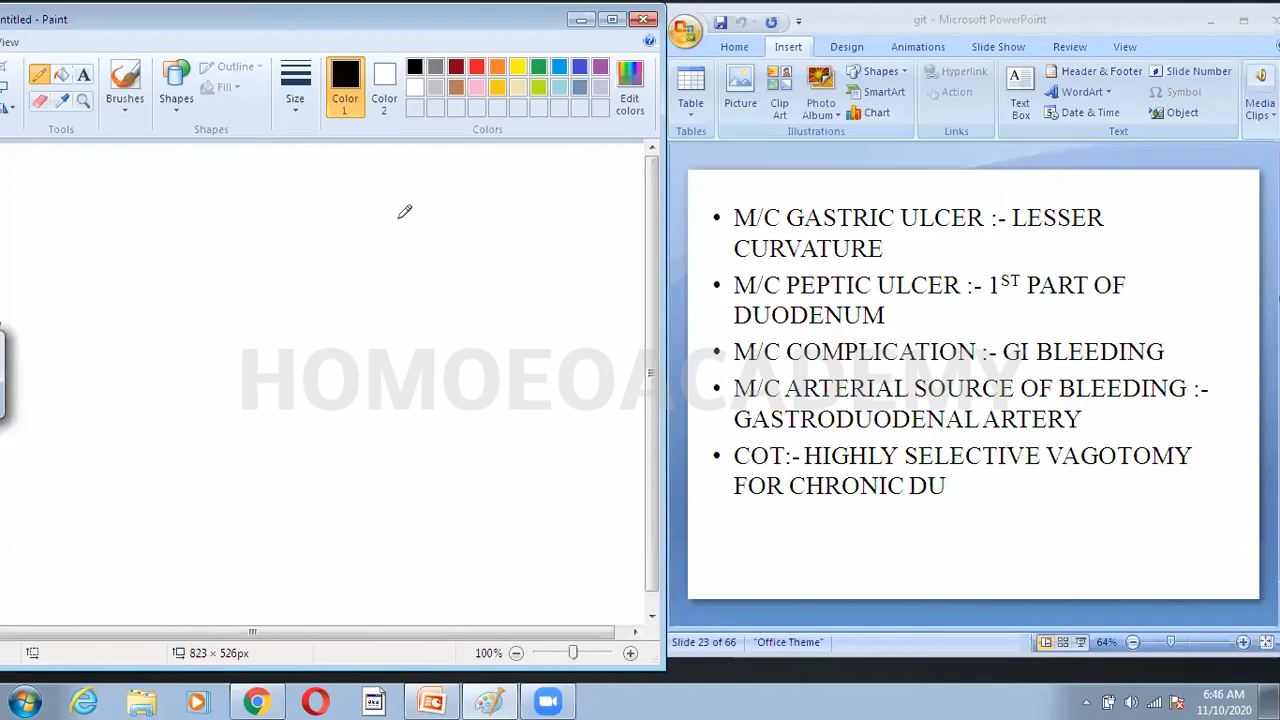 ntitled - Paint
View
Brushes
Shapes
Outline
Fill
Size
Color 1
Color 2
Edit colors
Tools
Shapes
Colors
823 × 526px
100%
git - Microsoft PowerPoint
Home Insert Design Animations Slide Show Review View
Table
Picture
Clip Art
Photo Album
Shapes
SmartArt
Chart
Hyperlin
Action
Text Box
Header & Footer
WordArt
Date & Time
Slide Number
Symbol
Object
Media Clips
Tables
Illustrations
Links
Text
• M/C GASTRIC ULCER :- LESSER
CURVATURE
• M/C PEPTIC ULCER :- 1ST PART OF
DUODENUM
• M/C COMPLICATION :- GI BLEEDING
• M/C ARTERIAL SOURCE OF BLEEDING :-
GASTRODUODENAL ARTERY
• COT:- HIGHLY SELECTIVE VAGOTOMY
FOR CHRONIC DU
HOMOEOACADEMY
Slide 23 of 66
"Office Theme"
64%
6:46 AM
11/10/2020